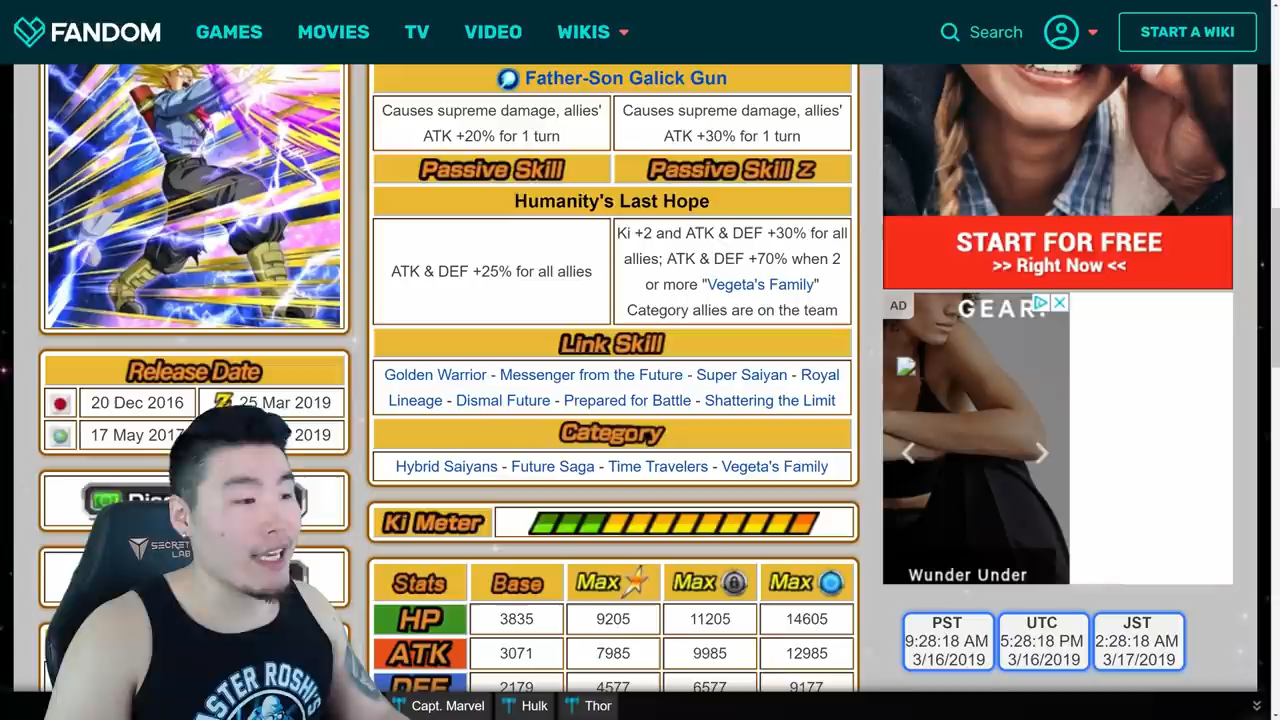 FANDOM GAMES MOVIES TV VIDEO WIKIS Search START A WIKI
Father-Son Galick Gun
Causes supreme damage, allies'
ATK +20% for 1 turn
Causes supreme damage, allies'
ATK +30% for 1 turn
Passive Skill
Passive Skill Z
Humanity's Last Hope
ATK & DEF +25% for all allies
Ki +2 and ATK & DEF +30% for all
allies; ATK & DEF +70% when 2
or more "Vegeta's Family"
Category allies are on the team
Link Skill
Golden Warrior - Messenger from the Future - Super Saiyan - Royal
Lineage - Dismal Future - Prepared for Battle - Shattering the Limit
Category
Hybrid Saiyans - Future Saga - Time Travelers - Vegeta's Family
Ki Meter
Stats Base Max Max Max
HP 3835 9205 11205 14605
ATK 3071 7985 9985 12985
DEF 2179 4577 6577 9177
Release Date
20 Dec 2016 Z 25 Mar 2019
17 May 2017 2019
SECRET
LAB
MASTER ROSHI'S
START FOR FREE
>> Right Now <<
AD
GEAR.
Wunder Under
PST
9:28:18 AM
3/16/2019
UTC
5:28:18 PM
3/16/2019
JST
2:28:18 AM
3/17/2019
Capt. Marvel Hulk Thor